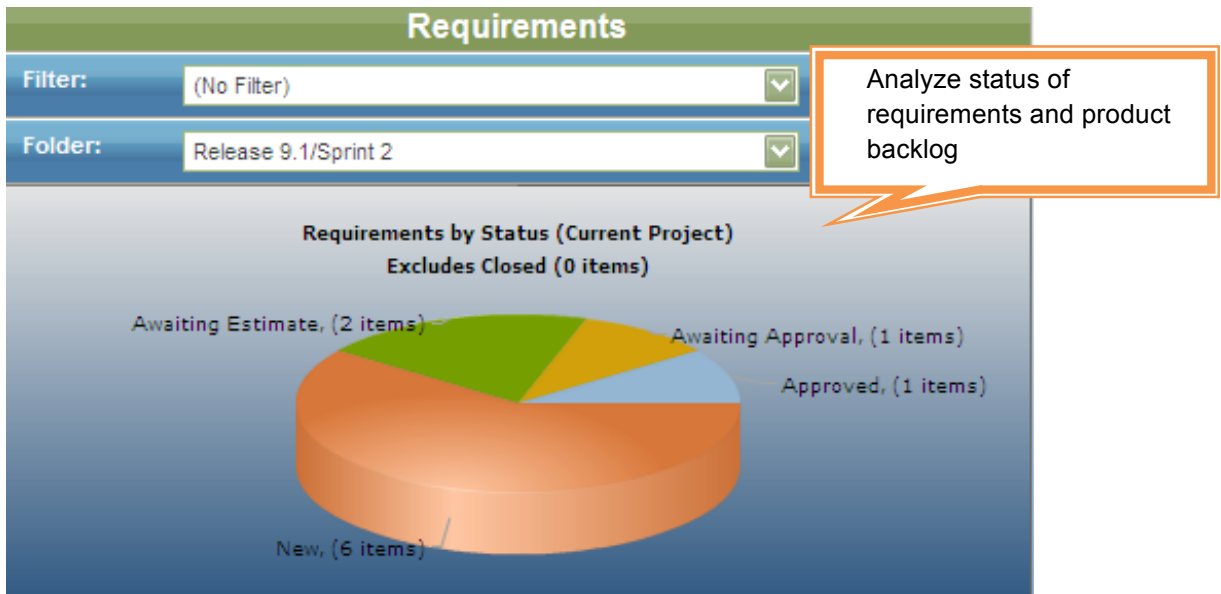 Requirements
Filter:
(No Filter)
Folder:
Release 9.1/Sprint 2
Analyze status of
requirements and product
backlog
Requirements by Status (Current Project)
Excludes Closed (0 items)
Awaiting Estimate, (2 items)
Awaiting Approval, (1 items)
Approved, (1 items)
New, (6 items)